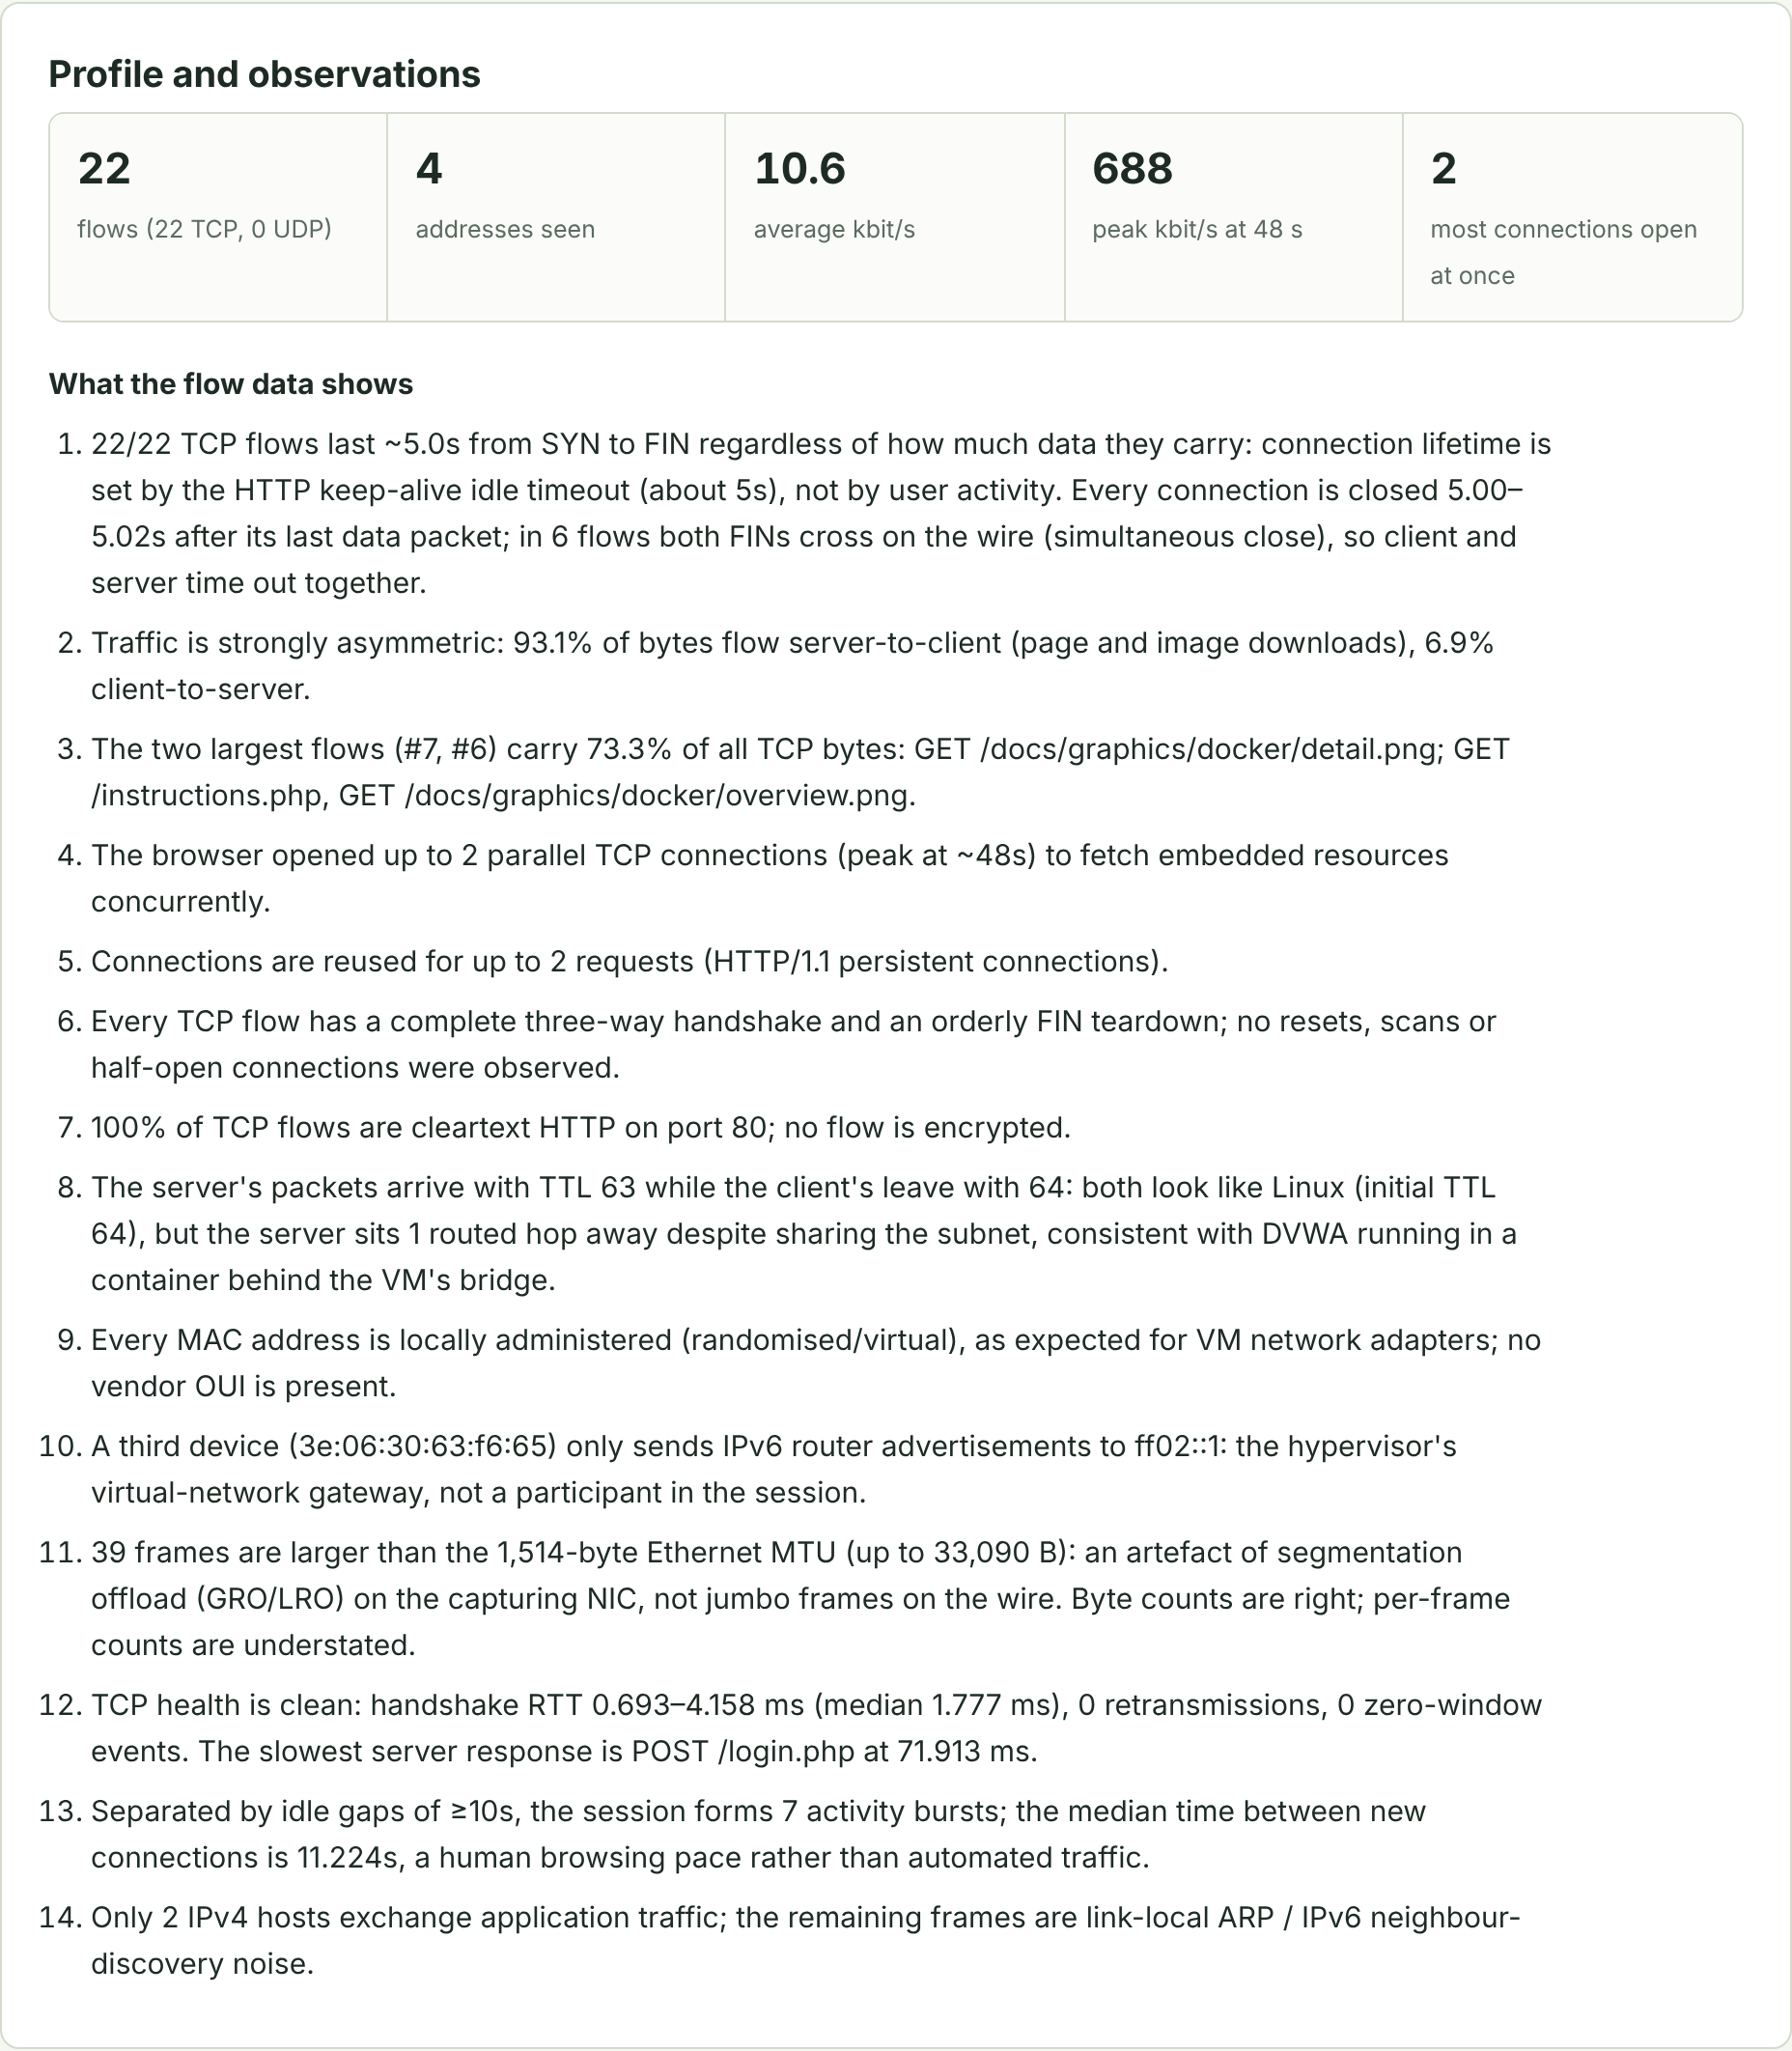 Profile and observations
22
flows (22 TCP, 0 UDP)
4
addresses seen
10.6
average kbit/s
688
peak kbit/s at 48 s
2
most connections open
at once
What the flow data shows
1. 22/22 TCP flows last ~5.0s from SYN to FIN regardless of how much data they carry: connection lifetime is
set by the HTTP keep-alive idle timeout (about 5s), not by user activity. Every connection is closed 5.00–
5.02s after its last data packet; in 6 flows both FINs cross on the wire (simultaneous close), so client and
server time out together.
2. Traffic is strongly asymmetric: 93.1% of bytes flow server-to-client (page and image downloads), 6.9%
client-to-server.
3. The two largest flows (#7, #6) carry 73.3% of all TCP bytes: GET /docs/graphics/docker/detail.png; GET
/instructions.php, GET /docs/graphics/docker/overview.png.
4. The browser opened up to 2 parallel TCP connections (peak at ~48s) to fetch embedded resources
concurrently.
5. Connections are reused for up to 2 requests (HTTP/1.1 persistent connections).
6. Every TCP flow has a complete three-way handshake and an orderly FIN teardown; no resets, scans or
half-open connections were observed.
7. 100% of TCP flows are cleartext HTTP on port 80; no flow is encrypted.
8. The server's packets arrive with TTL 63 while the client's leave with 64: both look like Linux (initial TTL
64), but the server sits 1 routed hop away despite sharing the subnet, consistent with DVWA running in a
container behind the VM's bridge.
9. Every MAC address is locally administered (randomised/virtual), as expected for VM network adapters; no
vendor OUI is present.
10. A third device (3e:06:30:63:f6:65) only sends IPv6 router advertisements to ff02::1: the hypervisor's
virtual-network gateway, not a participant in the session.
11. 39 frames are larger than the 1,514-byte Ethernet MTU (up to 33,090 B): an artefact of segmentation
offload (GRO/LRO) on the capturing NIC, not jumbo frames on the wire. Byte counts are right; per-frame
counts are understated.
12. TCP health is clean: handshake RTT 0.693–4.158 ms (median 1.777 ms), 0 retransmissions, 0 zero-window
events. The slowest server response is POST /login.php at 71.913 ms.
13. Separated by idle gaps of ≥10s, the session forms 7 activity bursts; the median time between new
connections is 11.224s, a human browsing pace rather than automated traffic.
14. Only 2 IPv4 hosts exchange application traffic; the remaining frames are link-local ARP / IPv6 neighbour-
discovery noise.